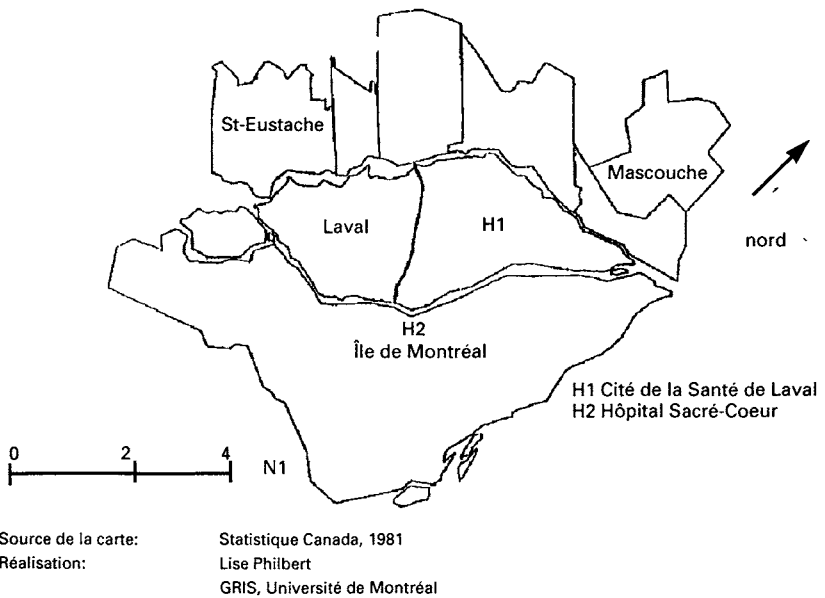 St-Eustache
Mascouche
Laval
H1
nord
H2
Île de Montréal
H1 Cité de la Santé de Laval
H2 Hôpital Sacré-Coeur
0 2 4
N1
Source de la carte: Statistique Canada, 1981
Réalisation: Lise Philbert
GRIS, Université de Montréal